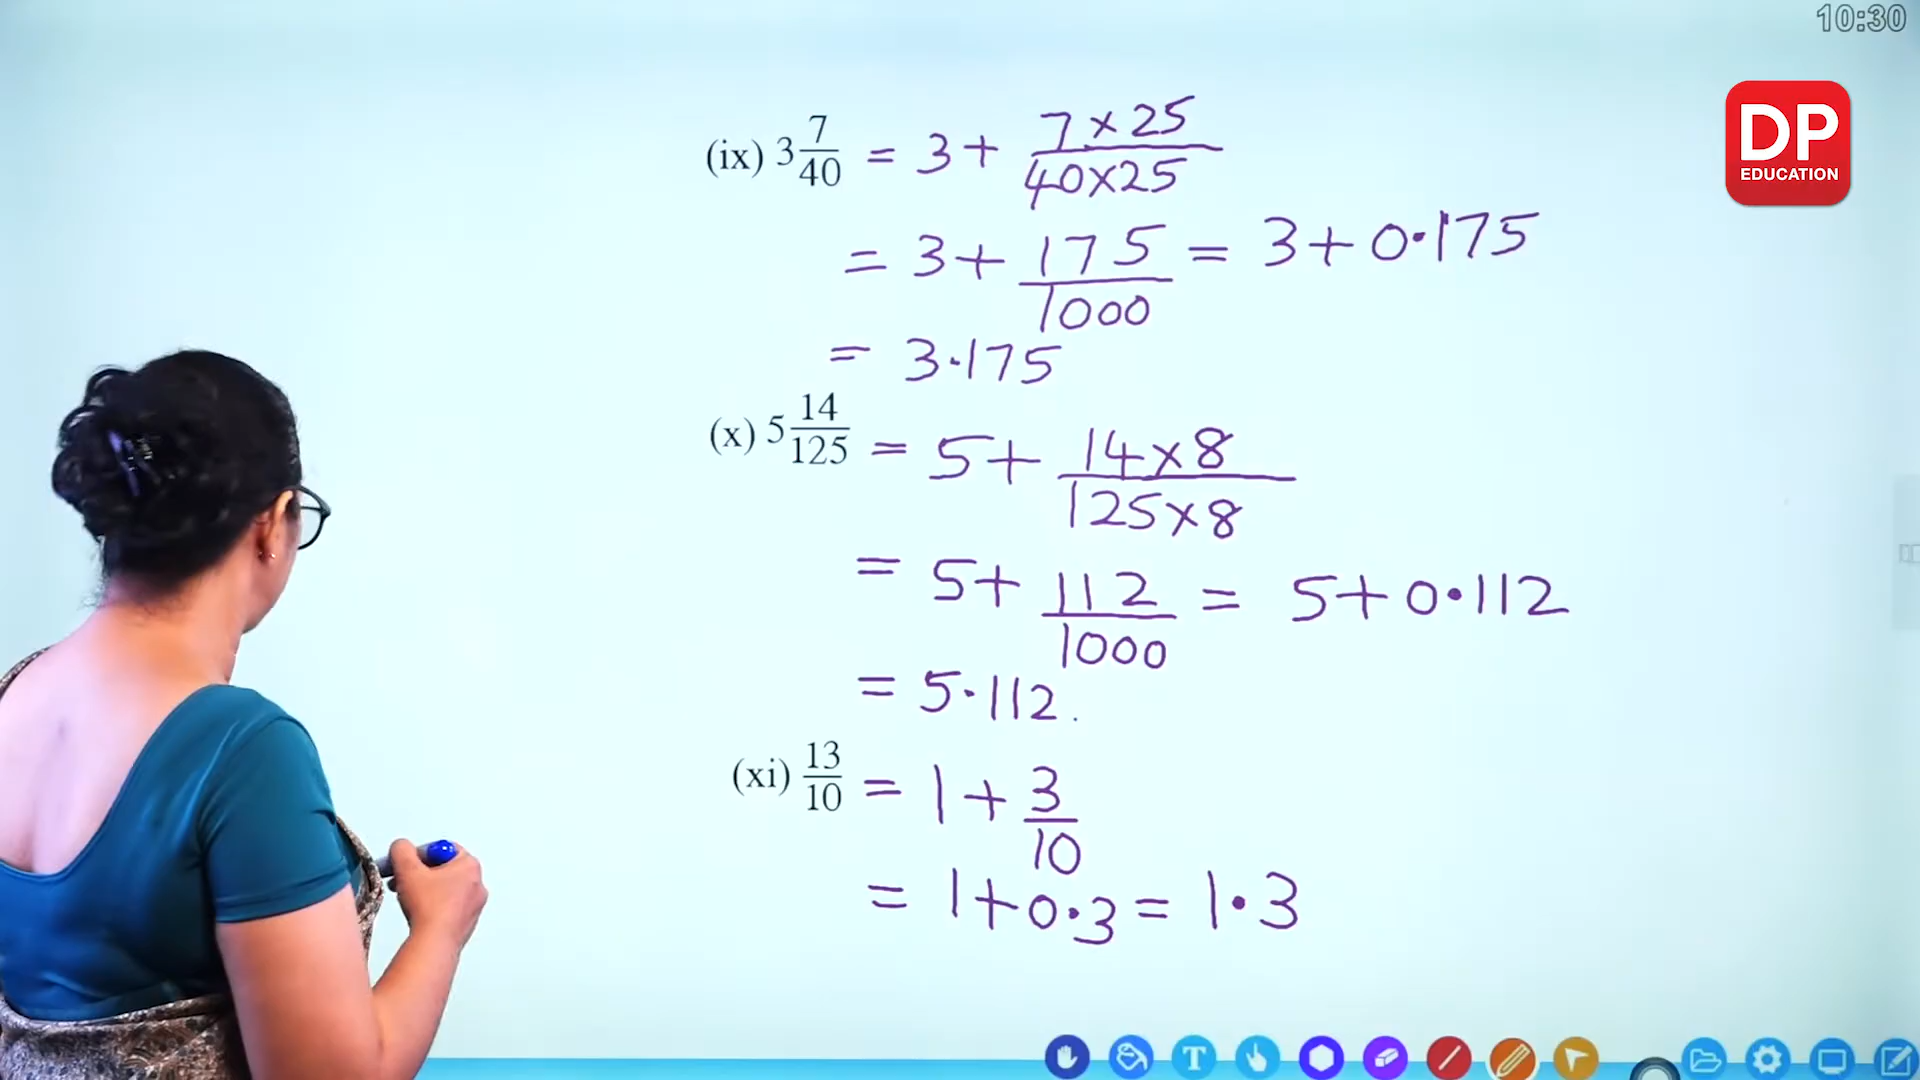 10:30
DP
EDUCATION
(ix) 3 7/40 = 3 + 7×25/40×25
= 3 + 175/1000 = 3 + 0·175
= 3·175
(x) 5 14/125 = 5 + 14×8/125×8
= 5 + 112/1000 = 5 + 0·112
= 5·112.
(xi) 13/10 = 1 + 3/10
= 1 + 0·3 = 1·3
T